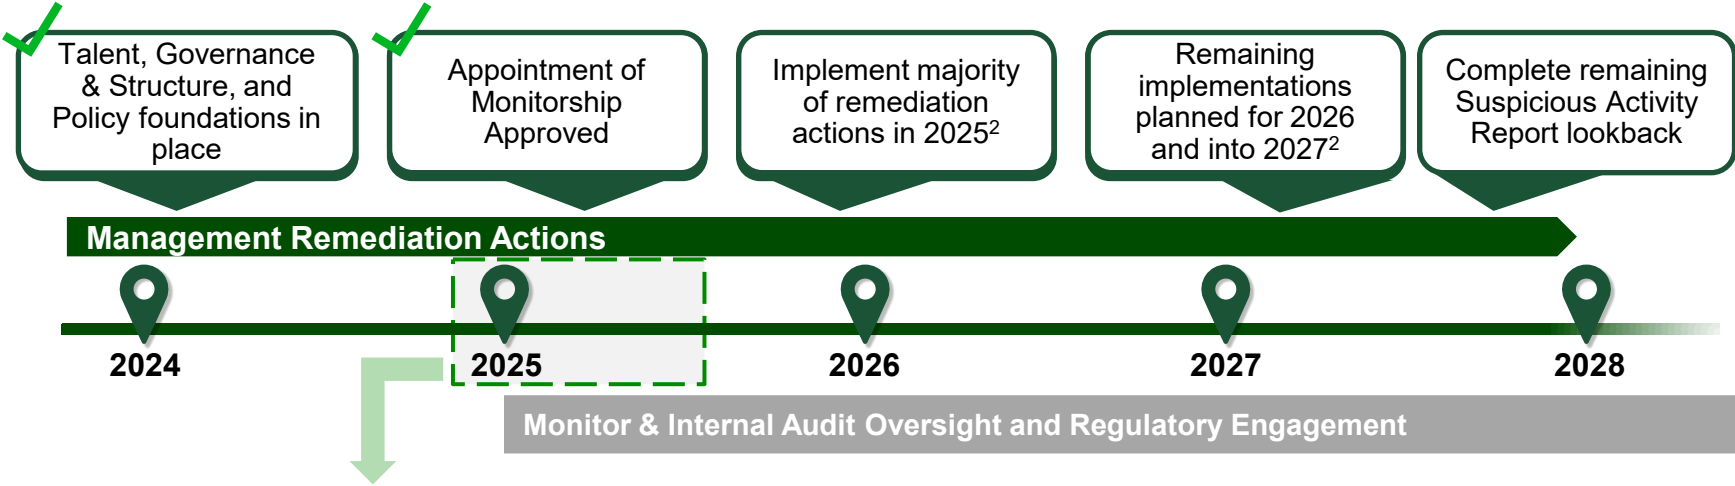 Talent, Governance
& Structure, and
Policy foundations in
place
Appointment of
Monitorship
Approved
Implement majority
of remediation
actions in 2025²
Remaining
implementations
planned for 2026
and into 2027²
Complete remaining
Suspicious Activity
Report lookback
Management Remediation Actions
2024
2025
2026
2027
2028
Monitor & Internal Audit Oversight and Regulatory Engagement